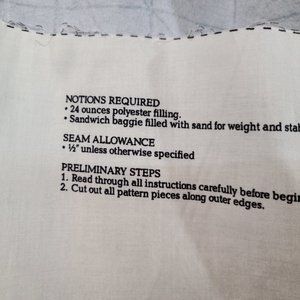 NOTIONS REQUIRED
• 24 ounces polyester filling.
• Sandwich baggie filled with sand for weight and
SEAM ALLOWANCE
• ½" unless otherwise specified
PRELIMINARY STEPS
1. Read through all instructions carefully before
2. Cut out all pattern pieces along outer edges.